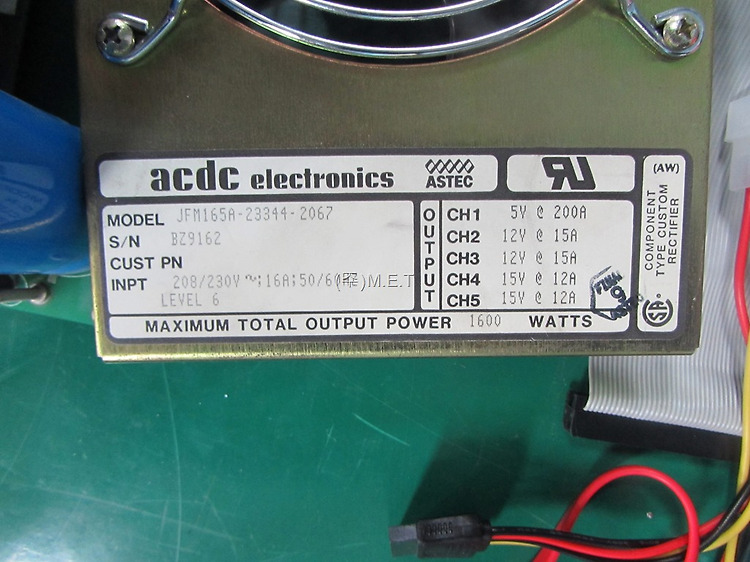 acdc electronics ASTEC
(AW)
MODEL JFM165A-23344-2067
S/N BZ9162
CUST PN
INPT 208/230V ~;16A;50/60
LEVEL 6
M.E.T
OUTPUT
CH1 5V @ 200A
CH2 12V @ 15A
CH3 12V @ 15A
CH4 15V @ 12A
CH5 15V @ 12A
MAXIMUM TOTAL OUTPUT POWER 1600 WATTS
COMPONENT
TYPE CUSTOM
RECTIFIER